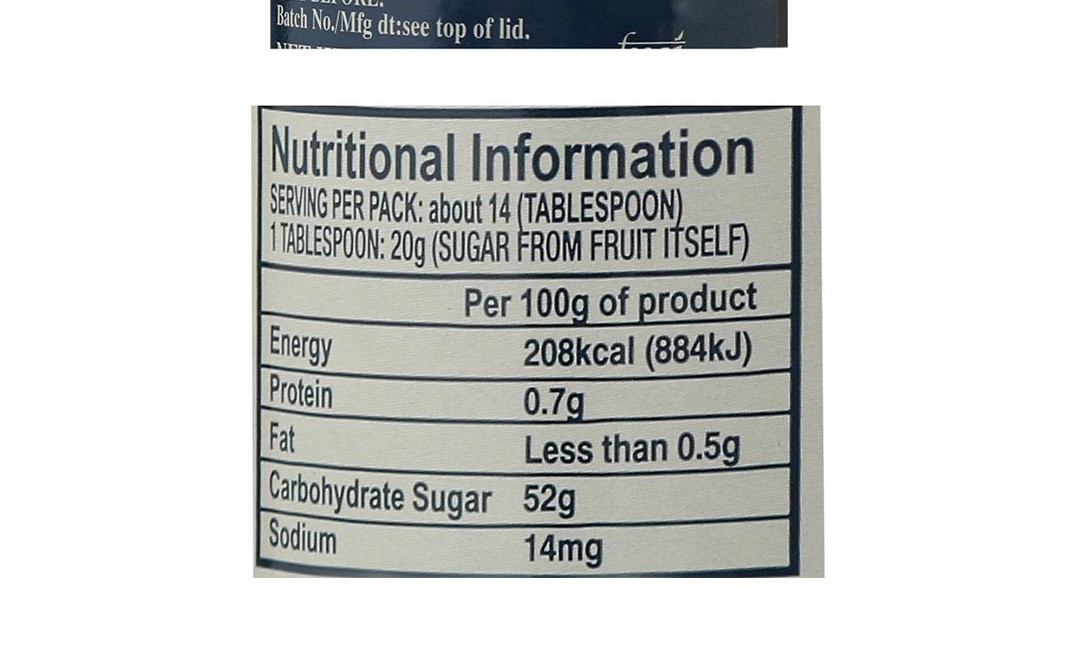 Batch No./Mfg dt:see top of lid.
Nutritional Information
SERVING PER PACK: about 14 (TABLESPOON)
1 TABLESPOON: 20g (SUGAR FROM FRUIT ITSELF)
Per 100g of product
Energy 208kcal (884kJ)
Protein 0.7g
Fat Less than 0.5g
Carbohydrate Sugar 52g
Sodium 14mg